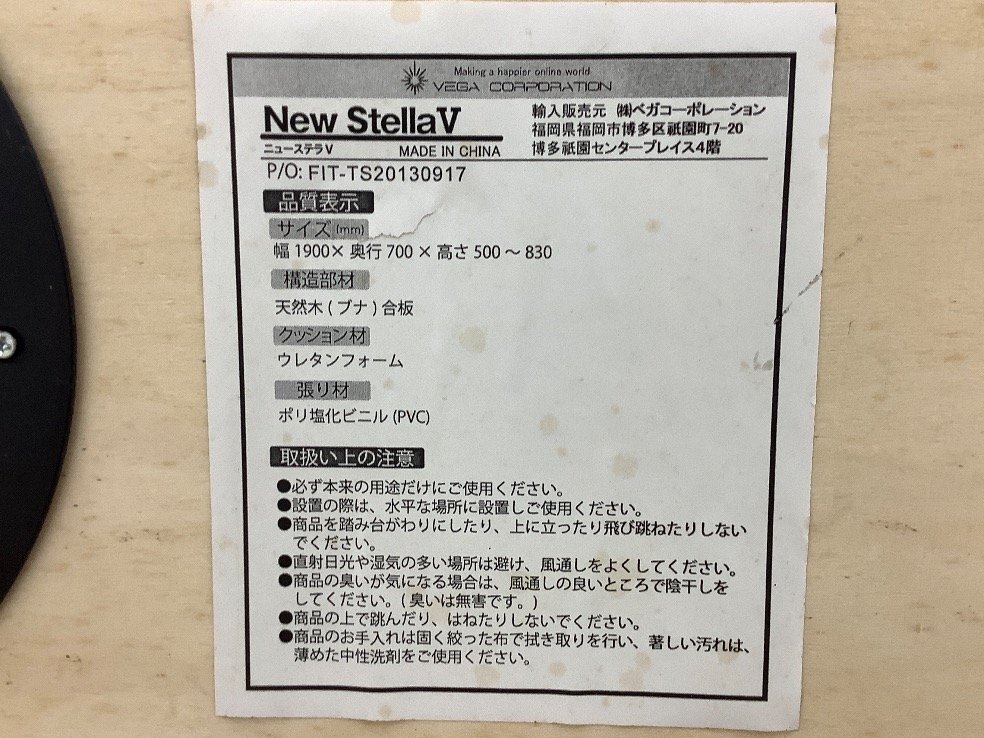 Making a happier online world
VEGA CORPORATION
New StellaV
ニューステラV
MADE IN CHINA
輸入販売元 ㈱ベガコーポレーション
福岡県福岡市博多区祇園町7-20
博多祇園センタープレイス4階
P/O: FIT-TS20130917
品質表示
サイズ(mm)
幅1900×奥行700×高さ500～830
構造部材
天然木(ブナ)合板
クッション材
ウレタンフォーム
張り材
ポリ塩化ビニル(PVC)
取扱い上の注意
●必ず本来の用途だけにご使用ください。
●設置の際は、水平な場所に設置しご使用ください。
●商品を踏み台がわりにしたり、上に立ったり飛び跳ねたりしない
でください。
●直射日光や湿気の多い場所は避け、風通しをよくしてください。
●商品の臭いが気になる場合は、風通しの良いところで陰干しを
してください。(臭いは無害です。)
●商品の上で跳んだり、はねたりしないでください。
●商品のお手入れは固く絞った布で拭き取りを行い、著しい汚れは、
薄めた中性洗剤をご使用ください。